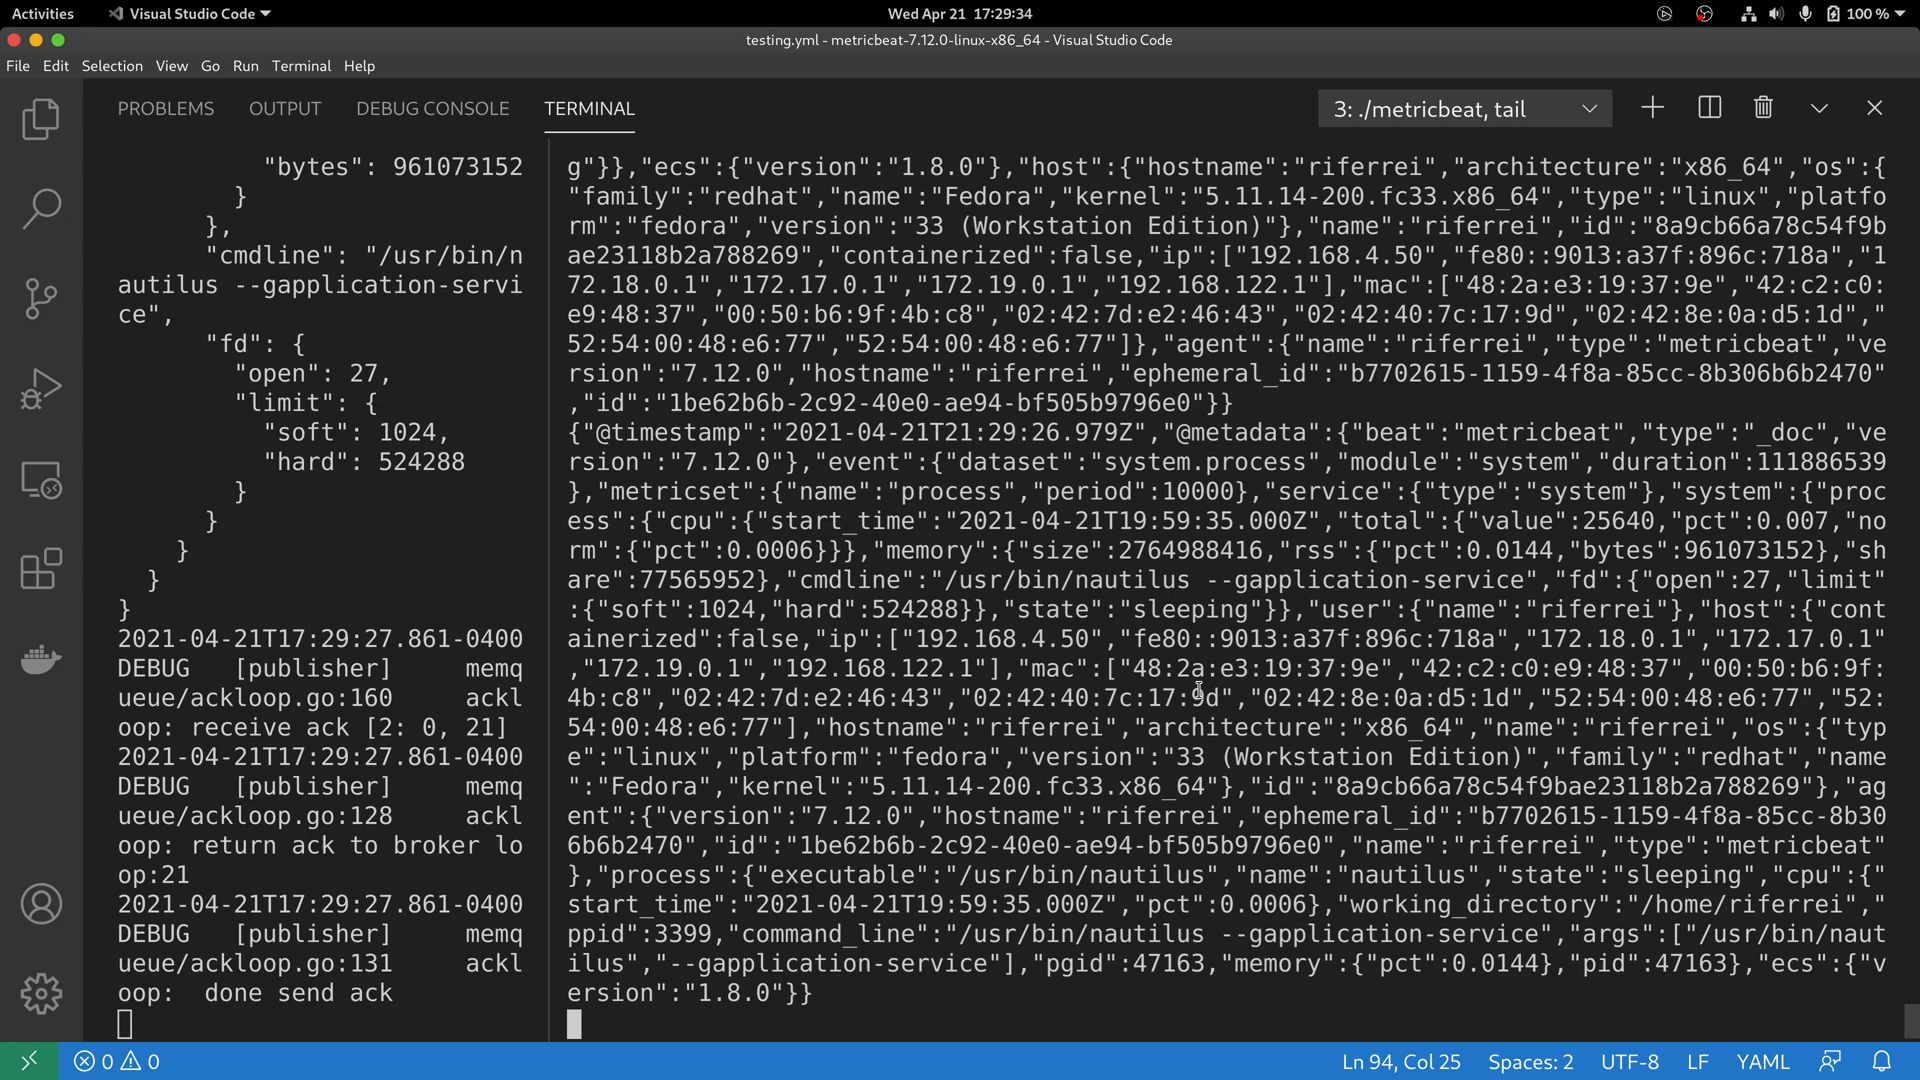 Activities
Visual Studio Code
Wed Apr 21 17:29:34
100 %
testing.yml - metricbeat-7.12.0-linux-x86_64 - Visual Studio Code
File Edit Selection View Go Run Terminal Help
PROBLEMS OUTPUT DEBUG CONSOLE TERMINAL
3: ./metricbeat, tail
"bytes": 961073152
}
},
"cmdline": "/usr/bin/n
autilus --gapplication-servi
ce",
"fd": {
"open": 27,
"limit": {
"soft": 1024,
"hard": 524288
}
}
}
}
}
2021-04-21T17:29:27.861-0400
DEBUG [publisher] memq
ueue/ackloop.go:160 ackl
oop: receive ack [2: 0, 21]
2021-04-21T17:29:27.861-0400
DEBUG [publisher] memq
ueue/ackloop.go:128 ackl
oop: return ack to broker lo
op:21
2021-04-21T17:29:27.861-0400
DEBUG [publisher] memq
ueue/ackloop.go:131 ackl
oop: done send ack
g"}},"ecs":{"version":"1.8.0"},"host":{"hostname":"riferrei","architecture":"x86_64","os":{
"family":"redhat","name":"Fedora","kernel":"5.11.14-200.fc33.x86_64","type":"linux","platfo
rm":"fedora","version":"33 (Workstation Edition)"},"name":"riferrei","id":"8a9cb66a78c54f9b
ae23118b2a788269","containerized":false,"ip":["192.168.4.50","fe80::9013:a37f:896c:718a","1
72.18.0.1","172.17.0.1","172.19.0.1","192.168.122.1"],"mac":["48:2a:e3:19:37:9e","42:c2:c0:
e9:48:37","00:50:b6:9f:4b:c8","02:42:7d:e2:46:43","02:42:40:7c:17:9d","02:42:8e:0a:d5:1d","
52:54:00:48:e6:77","52:54:00:48:e6:77"]},"agent":{"name":"riferrei","type":"metricbeat","ve
rsion":"7.12.0","hostname":"riferrei","ephemeral_id":"b7702615-1159-4f8a-85cc-8b306b6b2470"
,"id":"1be62b6b-2c92-40e0-ae94-bf505b9796e0"}}
{"@timestamp":"2021-04-21T21:29:26.979Z","@metadata":{"beat":"metricbeat","type":"_doc","ve
rsion":"7.12.0"},"event":{"dataset":"system.process","module":"system","duration":111886539
},"metricset":{"name":"process","period":10000},"service":{"type":"system"},"system":{"proc
ess":{"cpu":{"start_time":"2021-04-21T19:59:35.000Z","total":{"value":25640,"pct":0.007,"no
rm":{"pct":0.0006}}},"memory":{"size":2764988416,"rss":{"pct":0.0144,"bytes":961073152},"sh
are":77565952},"cmdline":"/usr/bin/nautilus --gapplication-service","fd":{"open":27,"limit"
:{"soft":1024,"hard":524288}},"state":"sleeping"}},"user":{"name":"riferrei"},"host":{"cont
ainerized":false,"ip":["192.168.4.50","fe80::9013:a37f:896c:718a","172.18.0.1","172.17.0.1"
,"172.19.0.1","192.168.122.1"],"mac":["48:2a:e3:19:37:9e","42:c2:c0:e9:48:37","00:50:b6:9f:
4b:c8","02:42:7d:e2:46:43","02:42:40:7c:17:9d","02:42:8e:0a:d5:1d","52:54:00:48:e6:77","52:
54:00:48:e6:77"],"hostname":"riferrei","architecture":"x86_64","name":"riferrei","os":{"typ
e":"linux","platform":"fedora","version":"33 (Workstation Edition)","family":"redhat","name
":"Fedora","kernel":"5.11.14-200.fc33.x86_64"},"id":"8a9cb66a78c54f9bae23118b2a788269"},"ag
ent":{"version":"7.12.0","hostname":"riferrei","ephemeral_id":"b7702615-1159-4f8a-85cc-8b30
6b6b2470","id":"1be62b6b-2c92-40e0-ae94-bf505b9796e0","name":"riferrei","type":"metricbeat"
},"process":{"executable":"/usr/bin/nautilus","name":"nautilus","state":"sleeping","cpu":{"
start_time":"2021-04-21T19:59:35.000Z","pct":0.0006},"working_directory":"/home/riferrei","
ppid":3399,"command_line":"/usr/bin/nautilus --gapplication-service","args":["/usr/bin/naut
ilus","--gapplication-service"],"pgid":47163,"memory":{"pct":0.0144},"pid":47163},"ecs":{"v
ersion":"1.8.0"}}
0 0
Ln 94, Col 25 Spaces: 2 UTF-8 LF YAML